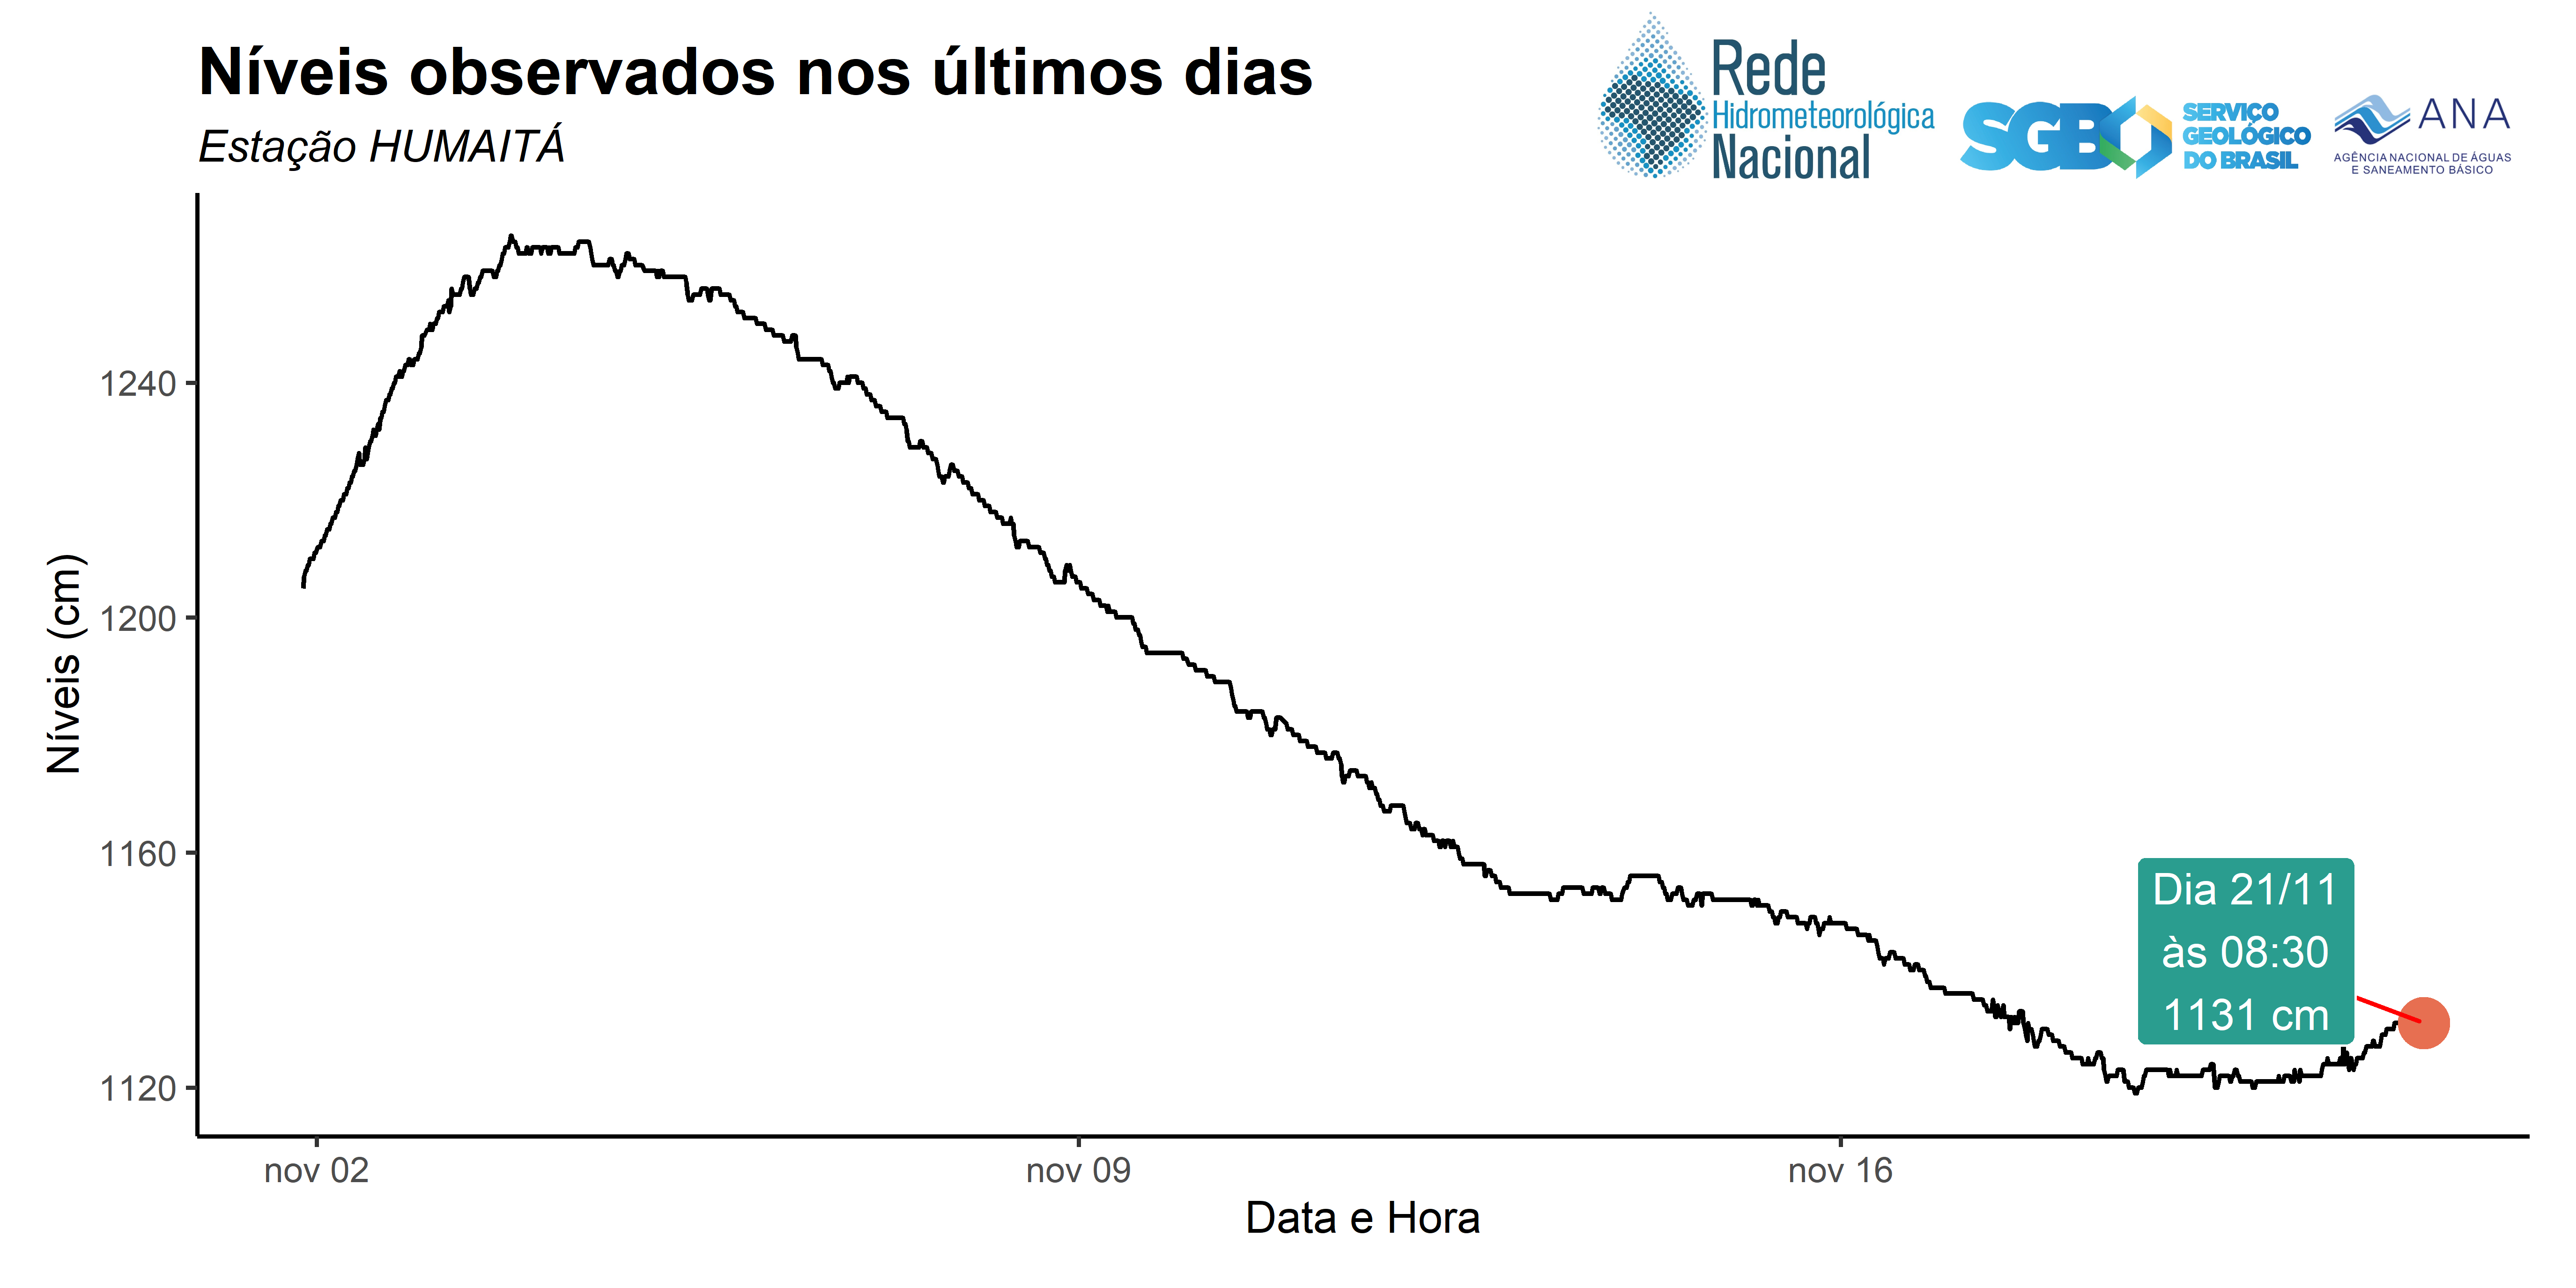 Níveis observados nos últimos dias
Estação HUMAITÁ
Rede
Hidrometeorológica
Nacional
SGB
SERVIÇO
GEOLÓGICO
DO BRASIL
ANA
AGÊNCIA NACIONAL DE ÁGUAS
E SANEAMENTO BÁSICO
Níveis (cm)
1240
1200
1160
1120
Dia 21/11
às 08:30
1131 cm
nov 02
nov 09
nov 16
Data e Hora